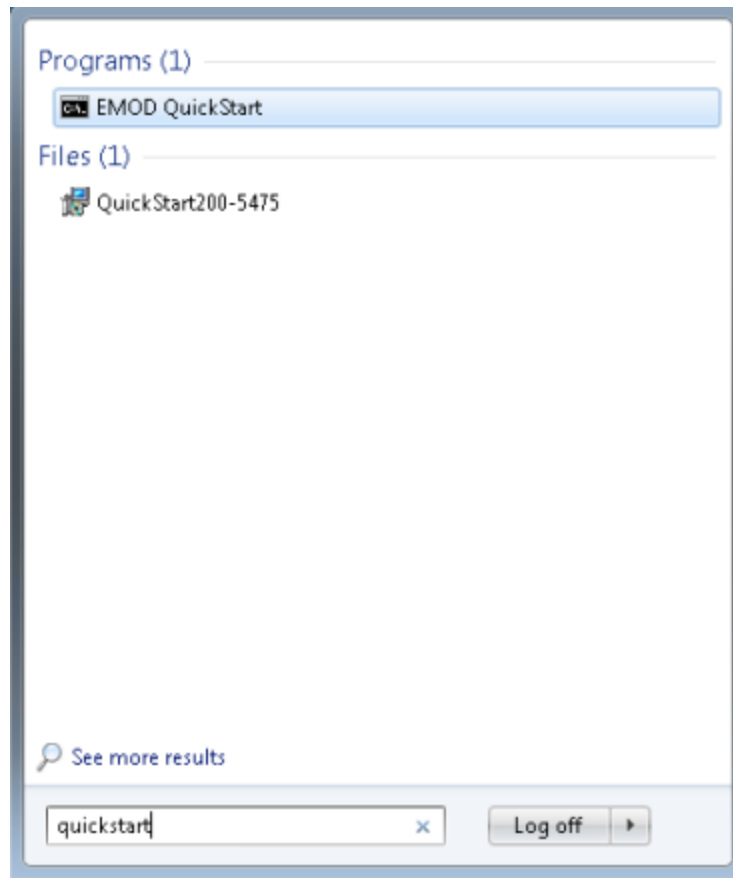 Programs (1)
EMOD QuickStart
Files (1)
QuickStart200-5475
See more results
quickstart
Log off